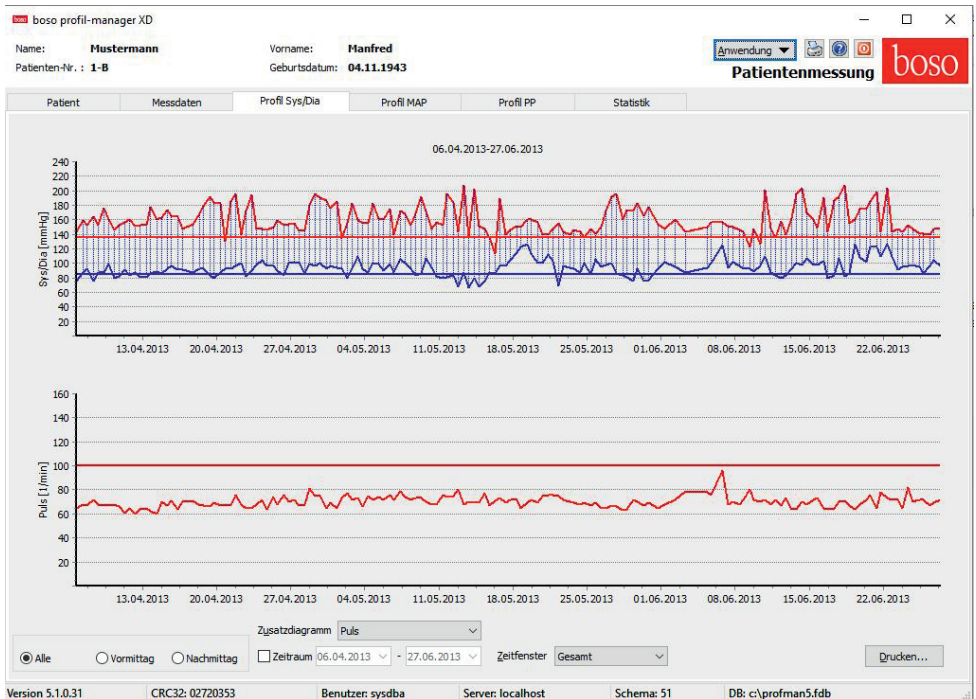 boso boso profil-manager XD
Name: Mustermann Vorname: Manfred Anwendung
Patienten-Nr. : 1-B Geburtsdatum: 04.11.1943 Patientenmessung boso
Patient Messdaten Profil Sys/Dia Profil MAP Profil PP Statistik
06.04.2013-27.06.2013
Sys/Dia [mmHg]
240
220
200
180
160
140
120
100
80
60
40
20
13.04.2013 20.04.2013 27.04.2013 04.05.2013 11.05.2013 18.05.2013 25.05.2013 01.06.2013 08.06.2013 15.06.2013 22.06.2013
Puls [1/min]
160
140
120
100
80
60
40
20
13.04.2013 20.04.2013 27.04.2013 04.05.2013 11.05.2013 18.05.2013 25.05.2013 01.06.2013 08.06.2013 15.06.2013 22.06.2013
Zusatzdiagramm Puls
Alle Vormittag Nachmittag Zeitraum 06.04.2013 - 27.06.2013 Zeitfenster Gesamt Drucken...
Version 5.1.0.31 CRC32: 02720353 Benutzer: sysdba Server: localhost Schema: 51 DB: c:\profman5.fdb